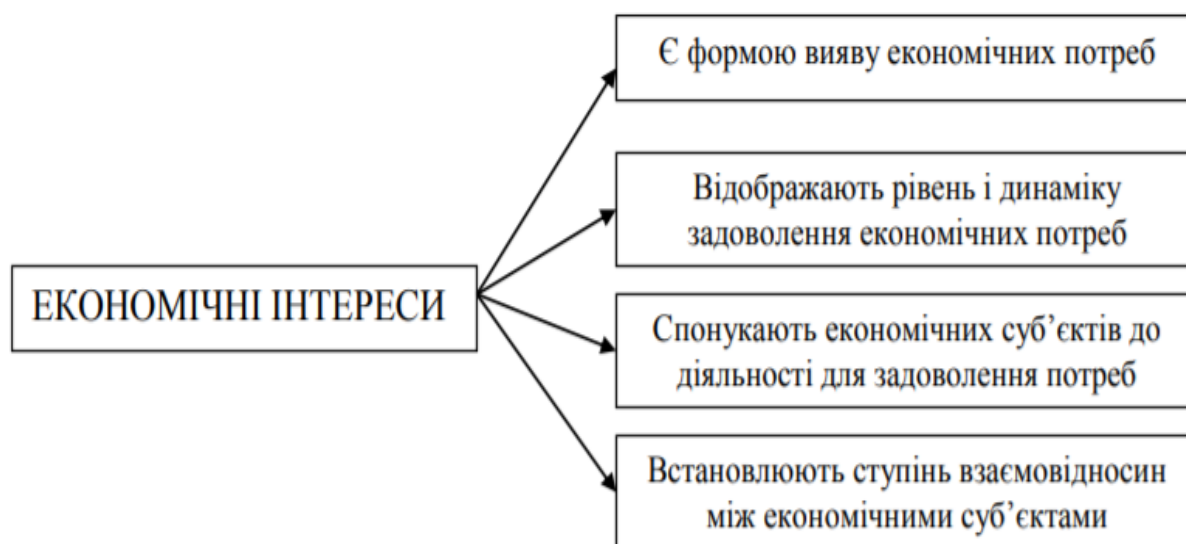 Є формою вияву економічних потреб
Відображають рівень і динаміку
задоволення економічних потреб
ЕКОНОМІЧНІ ІНТЕРЕСИ
Спонукають економічних суб’єктів до
діяльності для задоволення потреб
Встановлюють ступінь взаємовідносин
між економічними суб’єктами